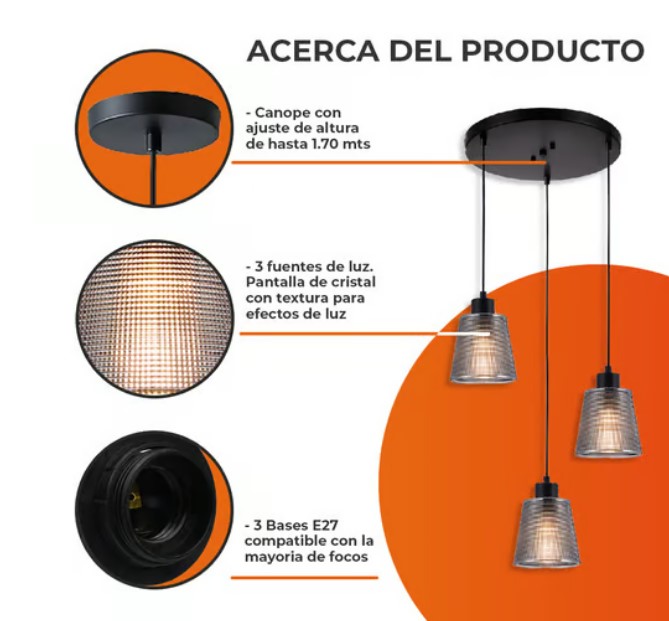 ACERCA DEL PRODUCTO
- Canope con
ajuste de altura
de hasta 1.70 mts
- 3 fuentes de luz.
Pantalla de cristal
con textura para
efectos de luz
- 3 Bases E27
compatible con la
mayoria de focos